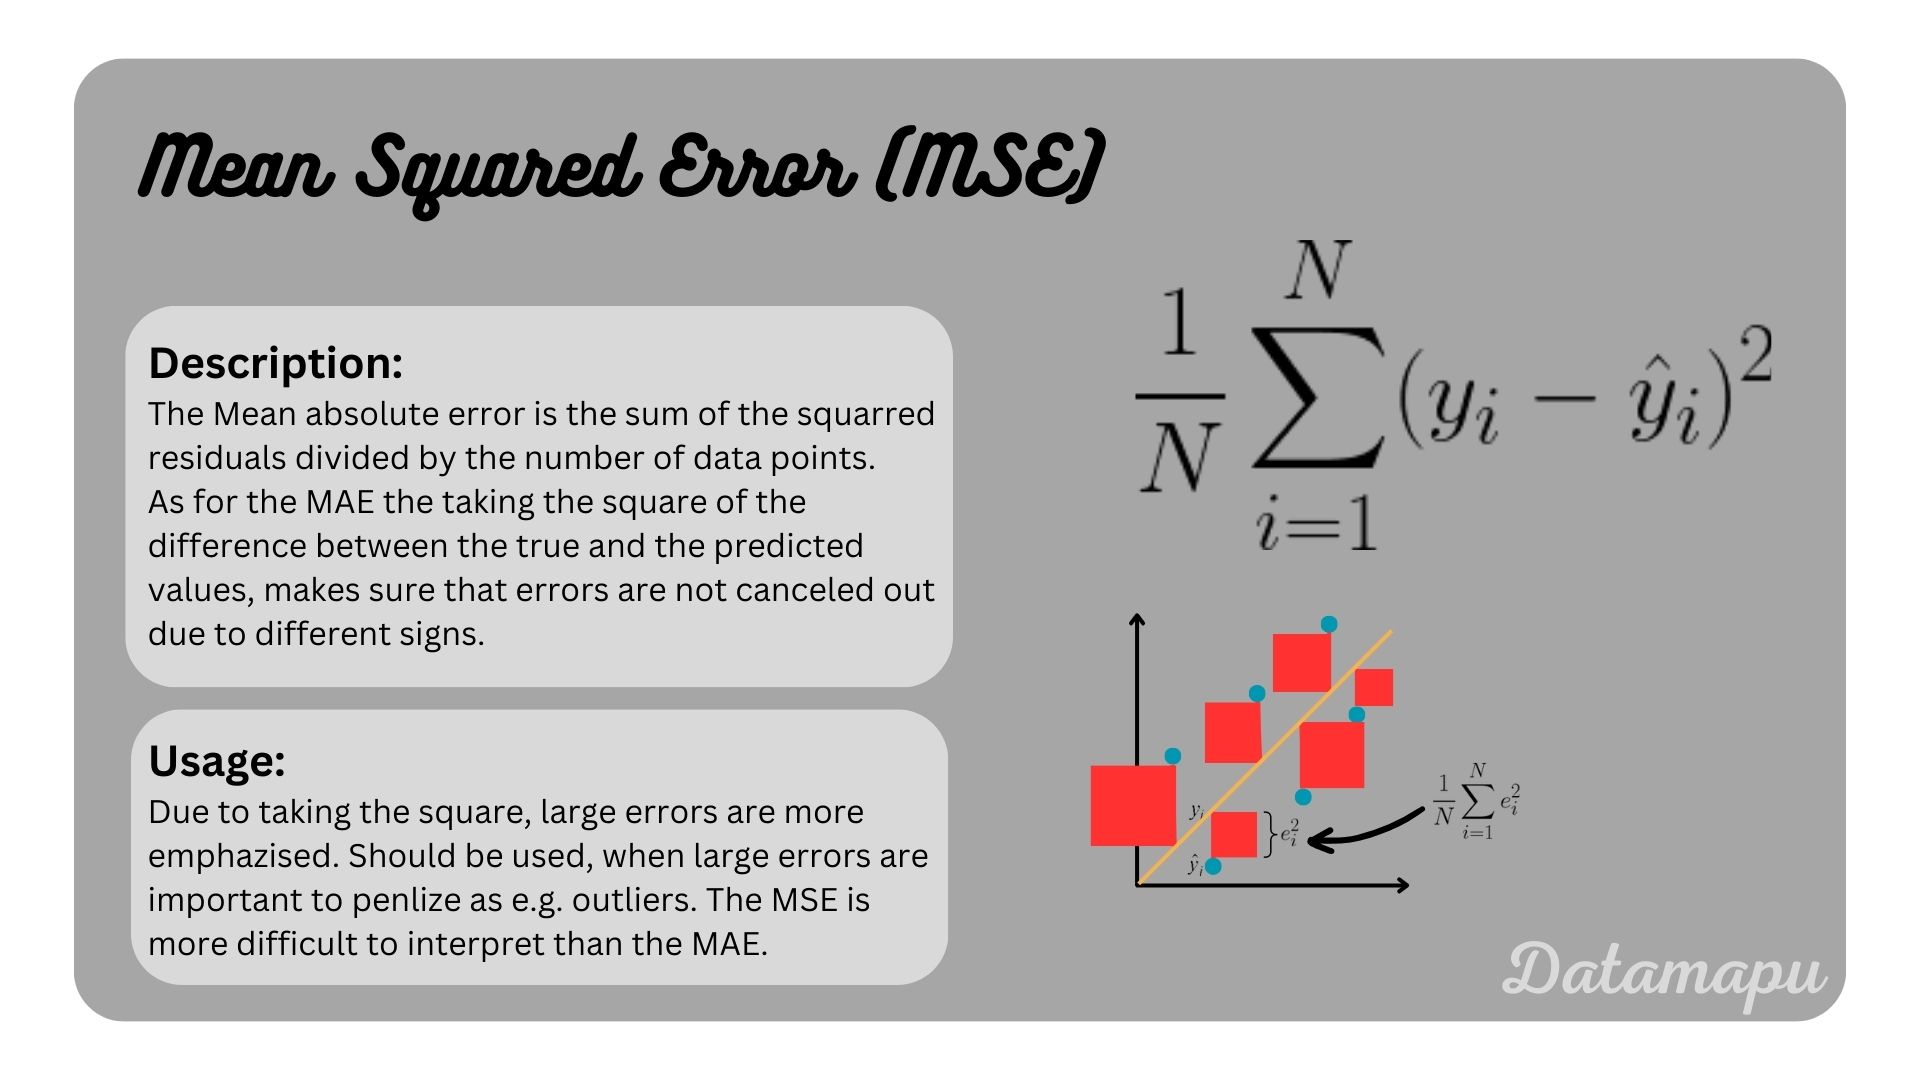 Mean Squared Error (MSE)
Description:
The Mean absolute error is the sum of the squarred
residuals divided by the number of data points.
As for the MAE the taking the square of the
difference between the true and the predicted
values, makes sure that errors are not canceled out
due to different signs.
Usage:
Due to taking the square, large errors are more
emphazised. Should be used, when large errors are
important to penlize as e.g. outliers. The MSE is
more difficult to interpret than the MAE.
\frac{1}{N} \sum_{i=1}^{N} (y_i - \hat{y}_i)^2
y_i
\hat{y}_i
e_i^2
\frac{1}{N} \sum_{i=1}^{N} e_i^2
Datamapu